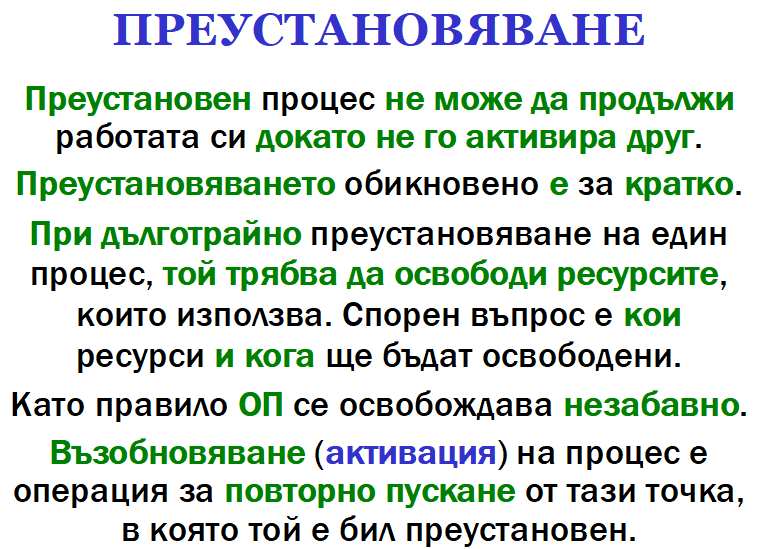 ПРЕУСТАНОВЯВАНЕ
Преустановен процес не може да продължи
работата си докато не го активира друг.
Преустановяването обикновено е за кратко.
При дълготрайно преустановяване на един
процес, той трябва да освободи ресурсите,
които използва. Спорен въпрос е кои
ресурси и кога ще бъдат освободени.
Като правило ОП се освобождава незабавно.
Възобновяване (активация) на процес е
операция за повторно пускане от тази точка,
в която той е бил преустановен.